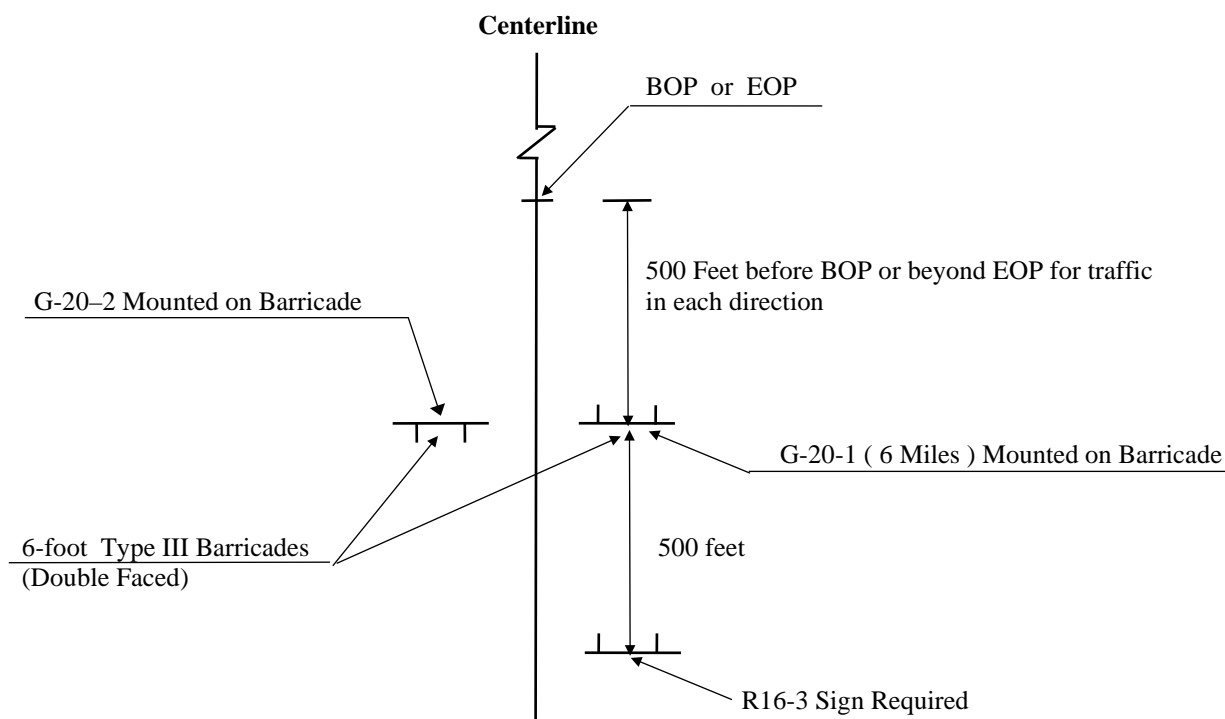 Centerline
BOP or EOP
500 Feet before BOP or beyond EOP for traffic
in each direction
G-20–2 Mounted on Barricade
G-20-1 ( 6 Miles ) Mounted on Barricade
6-foot Type III Barricades
(Double Faced)
500 feet
R16-3 Sign Required